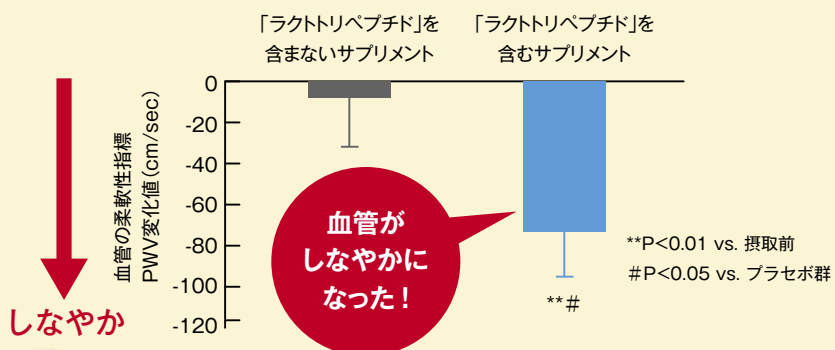 「ラクトトリペプチド」を
含まないサプリメント
「ラクトトリペプチド」を
含むサプリメント
血管の柔軟性指標
PWV変化値(cm/sec)
0
-20
-40
-60
-80
-100
-120
しなやか
血管が
しなやかに
なった！
**#
**P<0.01 vs. 摂取前
#P<0.05 vs. プラセボ群